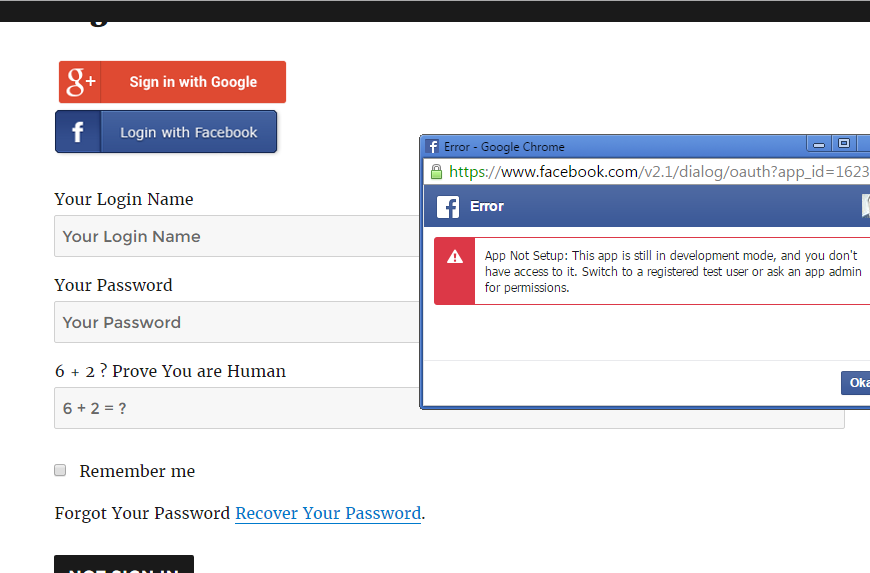 g+ Sign in with Google
f Login with Facebook
Error - Google Chrome
https://www.facebook.com/v2.1/dialog/oauth?app_id=1623
Error
App Not Setup: This app is still in development mode, and you don't
have access to it. Switch to a registered test user or ask an app admin
for permissions.
Oka
Your Login Name
Your Login Name
Your Password
Your Password
6 + 2 ? Prove You are Human
6 + 2 = ?
Remember me
Forgot Your Password Recover Your Password.
NOT SIGN IN